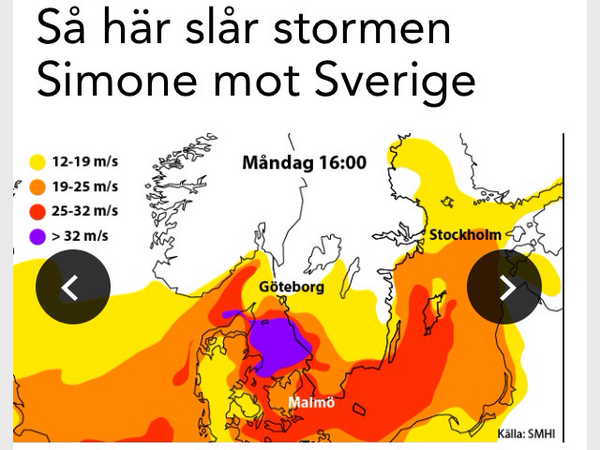 Så här slår stormen
Simone mot Sverige
Måndag 16:00
12-19 m/s
19-25 m/s
25-32 m/s
> 32 m/s
Stockholm
Göteborg
Malmö
Källa: SMHI